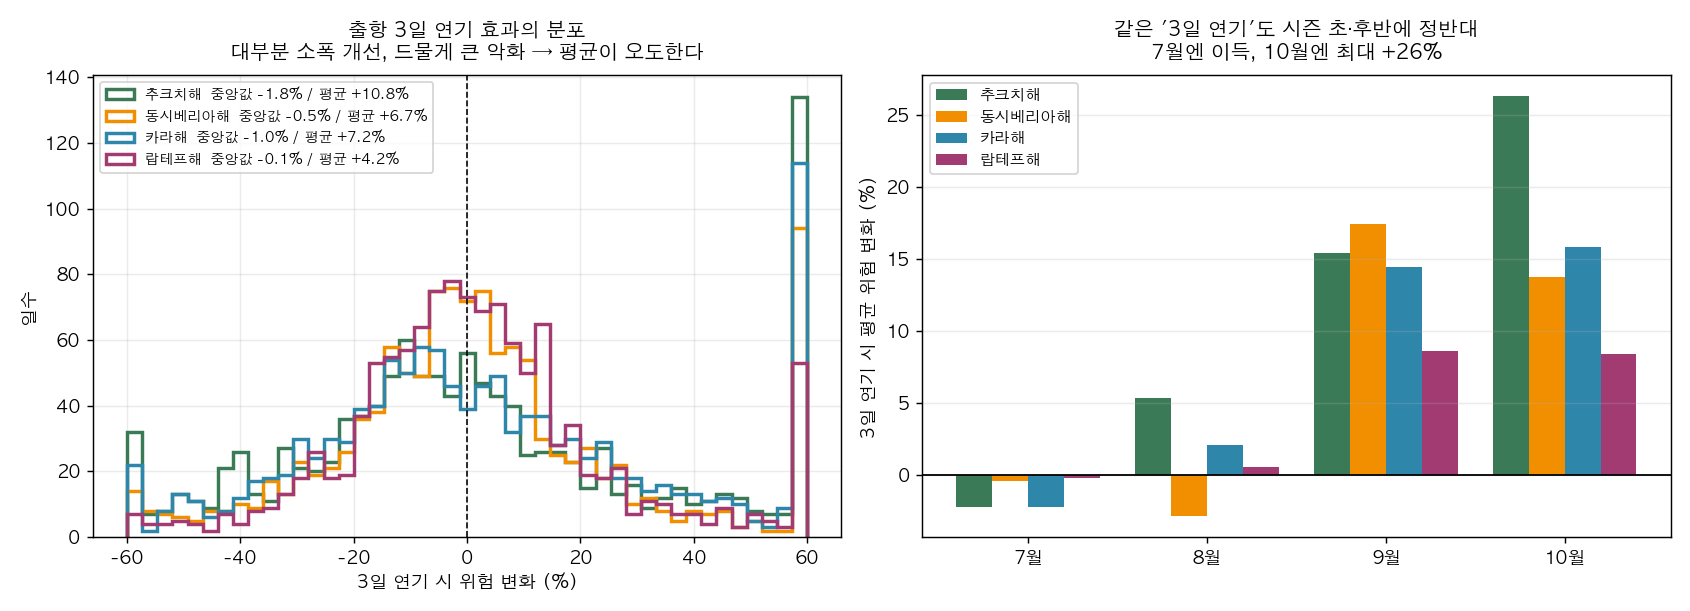 출항 3일 연기 효과의 분포
대부분 소폭 개선, 드물게 큰 악화 → 평균이 오도한다
140
120
100
80
60
40
20
0
일수
추크치해 중앙값 -1.8% / 평균 +10.8%
동시베리아해 중앙값 -0.5% / 평균 +6.7%
카라해 중앙값 -1.0% / 평균 +7.2%
랍테프해 중앙값 -0.1% / 평균 +4.2%
-60
-40
-20
0
20
40
60
3일 연기 시 위험 변화 (%)
같은 '3일 연기'도 시즌 초·후반에 정반대
7월엔 이득, 10월엔 최대 +26%
25
20
15
10
5
0
3일 연기 시 평균 위험 변화 (%)
추크치해
동시베리아해
카라해
랍테프해
7월
8월
9월
10월